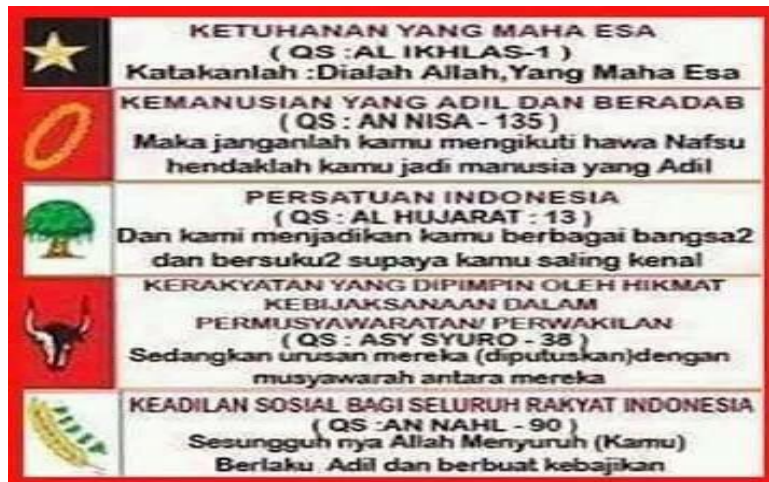 KETUHANAN YANG MAHA ESA
( QS :AL IKHLAS-1 )
Katakanlah :Dialah Allah,Yang Maha Esa
KEMANUSIAN YANG ADIL DAN BERADAB
( QS : AN NISA - 135 )
Maka janganlah kamu mengikuti hawa Nafsu
hendaklah kamu jadi manusia yang Adil
PERSATUAN INDONESIA
( QS : AL HUJARAT : 13 )
Dan kami menjadikan kamu berbagai bangsa2
dan bersuku2 supaya kamu saling kenal
KERAKYATAN YANG DIPIMPIN OLEH HIKMAT
KEBIJAKSANAAN DALAM
PERMUSYAWARATAN/ PERWAKILAN
( QS : ASY SYURO - 38 )
Sedangkan urusan mereka (diputuskan)dengan
musyawarah antara mereka
KEADILAN SOSIAL BAGI SELURUH RAKYAT INDONESIA
( QS :AN NAHL - 90 )
Sesungguh nya Allah Menyuruh (Kamu)
Berlaku Adil dan berbuat kebajikan